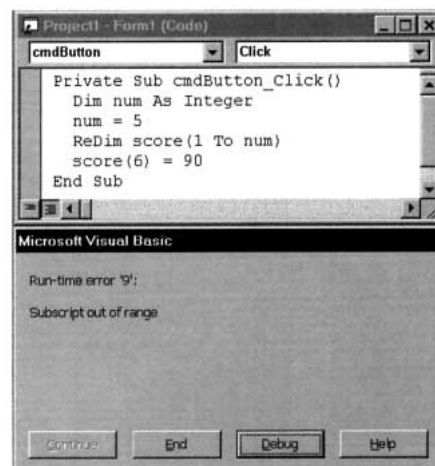 Project1 - Form1 (Code)
cmdButton Click
Private Sub cmdButton_Click()
Dim num As Integer
num = 5
ReDim score(1 To num)
score(6) = 90
End Sub
Microsoft Visual Basic
Run-time error '9':
Subscript out of range
Continue End Debug Help